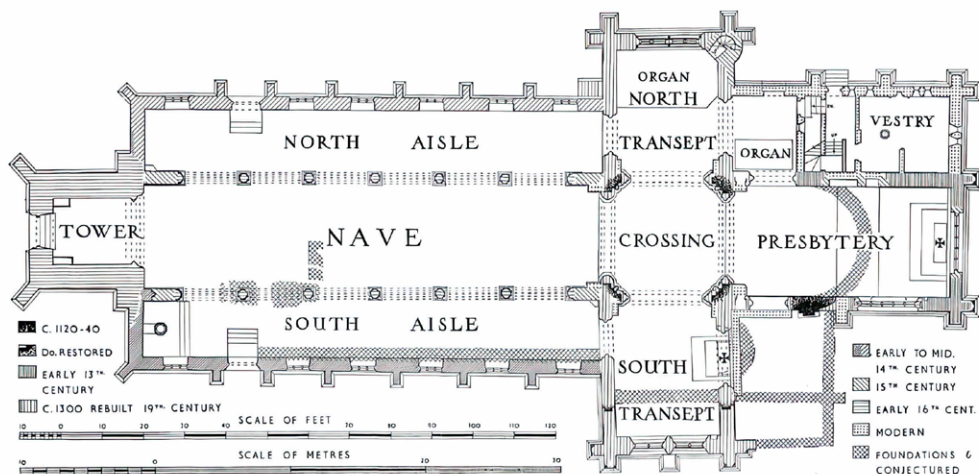 ORGAN
NORTH
VESTRY
NORTH AISLE
TRANSEPT
ORGAN
UP
TOWER
NAVE
CROSSING
PRESBYTERY
SOUTH AISLE
SOUTH
TRANSEPT
C. 1120-40
Do. RESTORED
EARLY 13TH
CENTURY
C. 1300 REBUILT 19TH CENTURY
SCALE OF FEET
10 0 10 20 30 40 50 60 70 80 90 100 110 120
SCALE OF METRES
10 0 20 30
EARLY TO MID.
14TH CENTURY
15TH CENTURY
EARLY 16TH CENT.
MODERN
FOUNDATIONS &
CONJECTURED